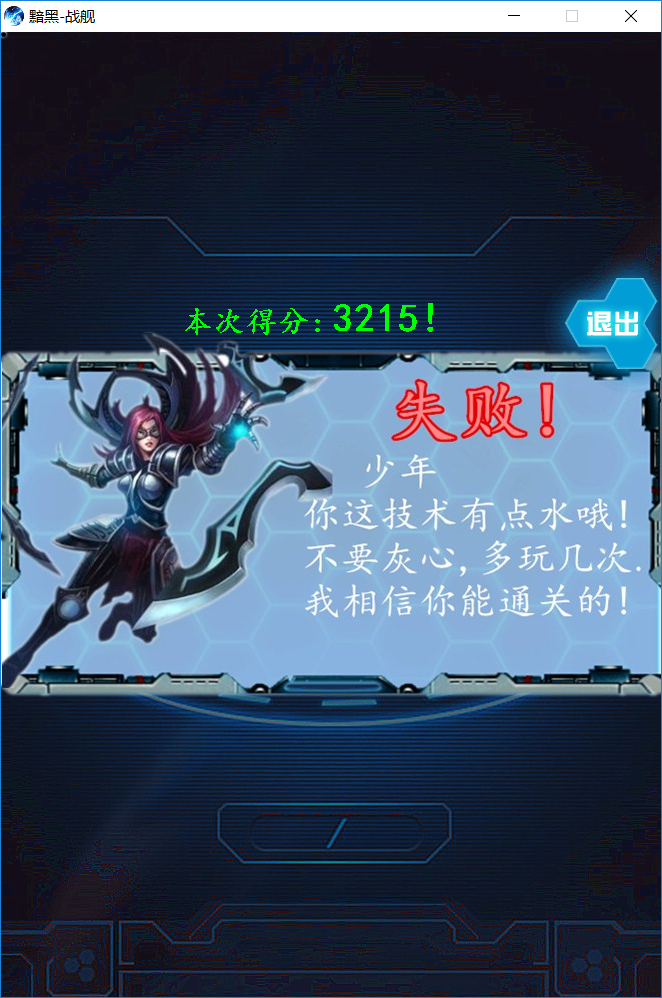 黯黑-战舰
本次得分:3215!
退出
失败!
少年
你这技术有点水哦!
不要灰心,多玩几次.
我相信你能通关的!
/